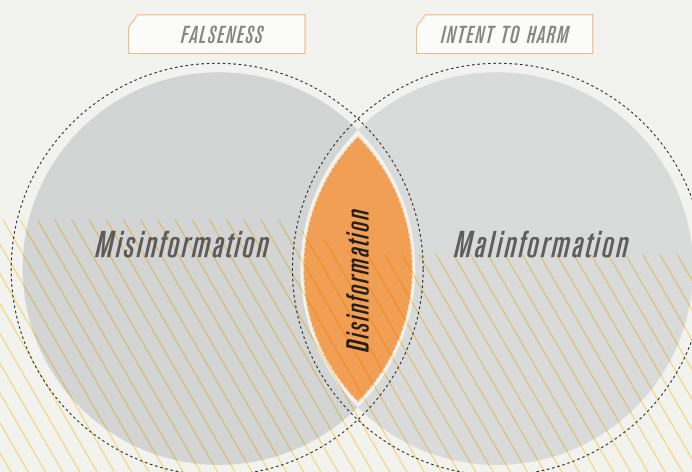 FALSENESS
INTENT TO HARM
Misinformation
Disinformation
Malinformation